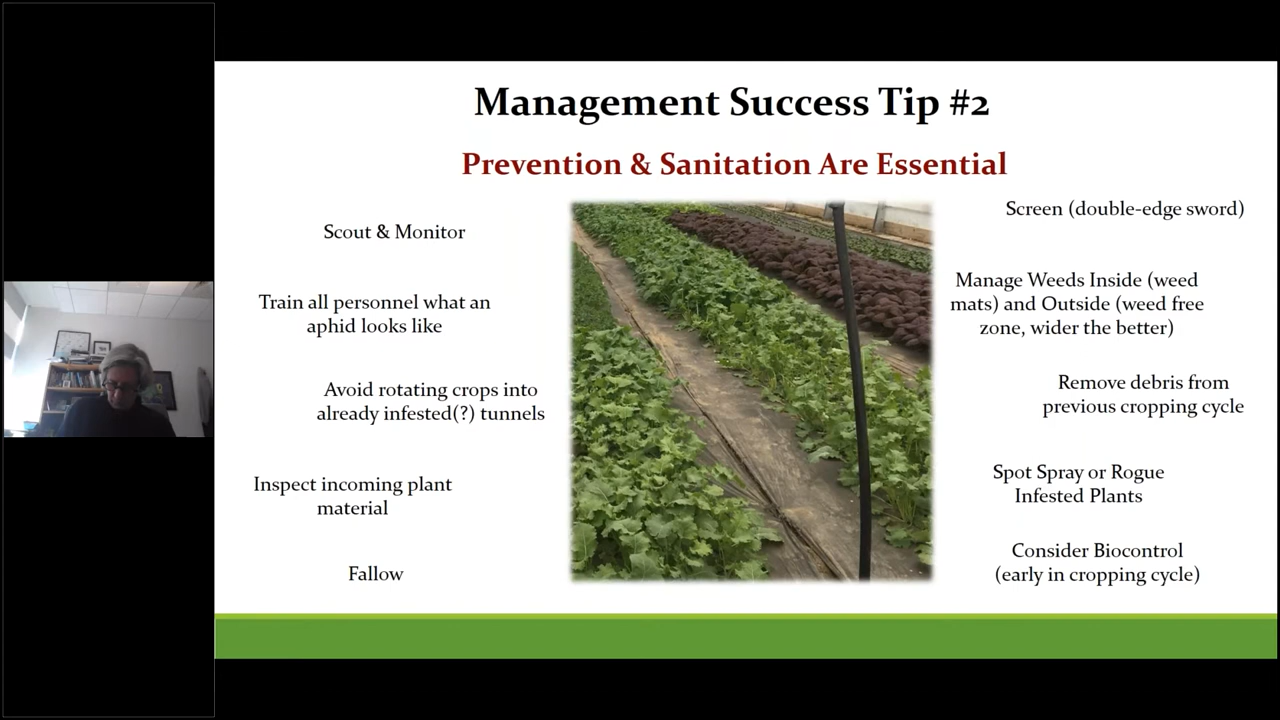 Management Success Tip #2
Prevention & Sanitation Are Essential
Scout & Monitor
Train all personnel what an
aphid looks like
Avoid rotating crops into
already infested(?) tunnels
Inspect incoming plant
material
Fallow
Screen (double-edge sword)
Manage Weeds Inside (weed
mats) and Outside (weed free
zone, wider the better)
Remove debris from
previous cropping cycle
Spot Spray or Rogue
Infested Plants
Consider Biocontrol
(early in cropping cycle)